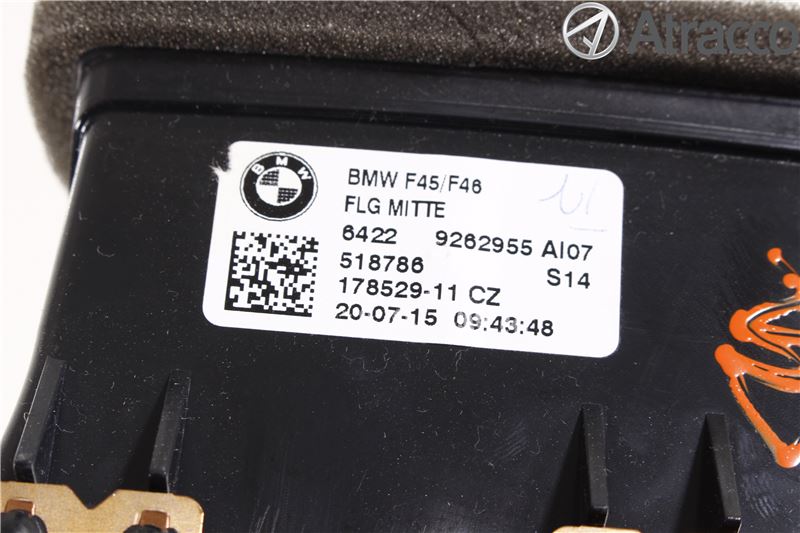 Atracco
BMW
BMW F45/F46
FLG MITTE
6422 9262955 AI07
518786 S14
178529-11 CZ
20-07-15 09:43:48